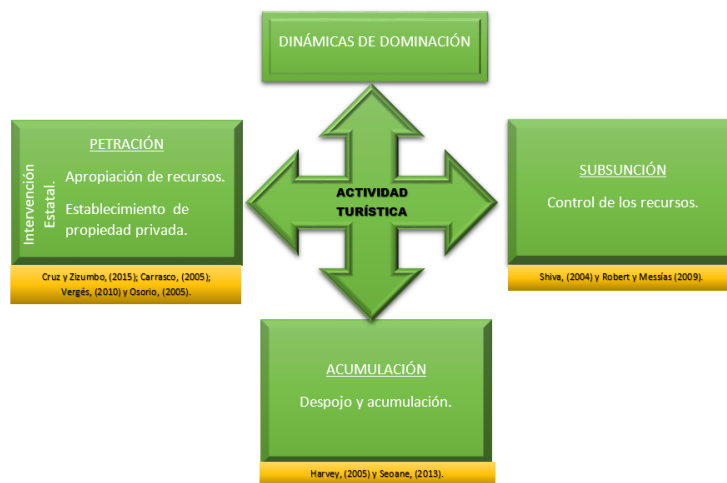 DINÁMICAS DE DOMINACIÓN
Intervención
Estatal.
PETRACIÓN
Apropiación de recursos.
Establecimiento de
propiedad privada.
Cruz y Zizumbo, (2015); Carrasco, (2005);
Vergés, (2010) y Osorio, (2005).
ACTIVIDAD
TURÍSTICA
SUBSUNCIÓN
Control de los recursos.
Shiva, (2004) y Robert y Messías (2009).
ACUMULACIÓN
Despojo y acumulación.
Harvey, (2005) y Seoane, (2013).